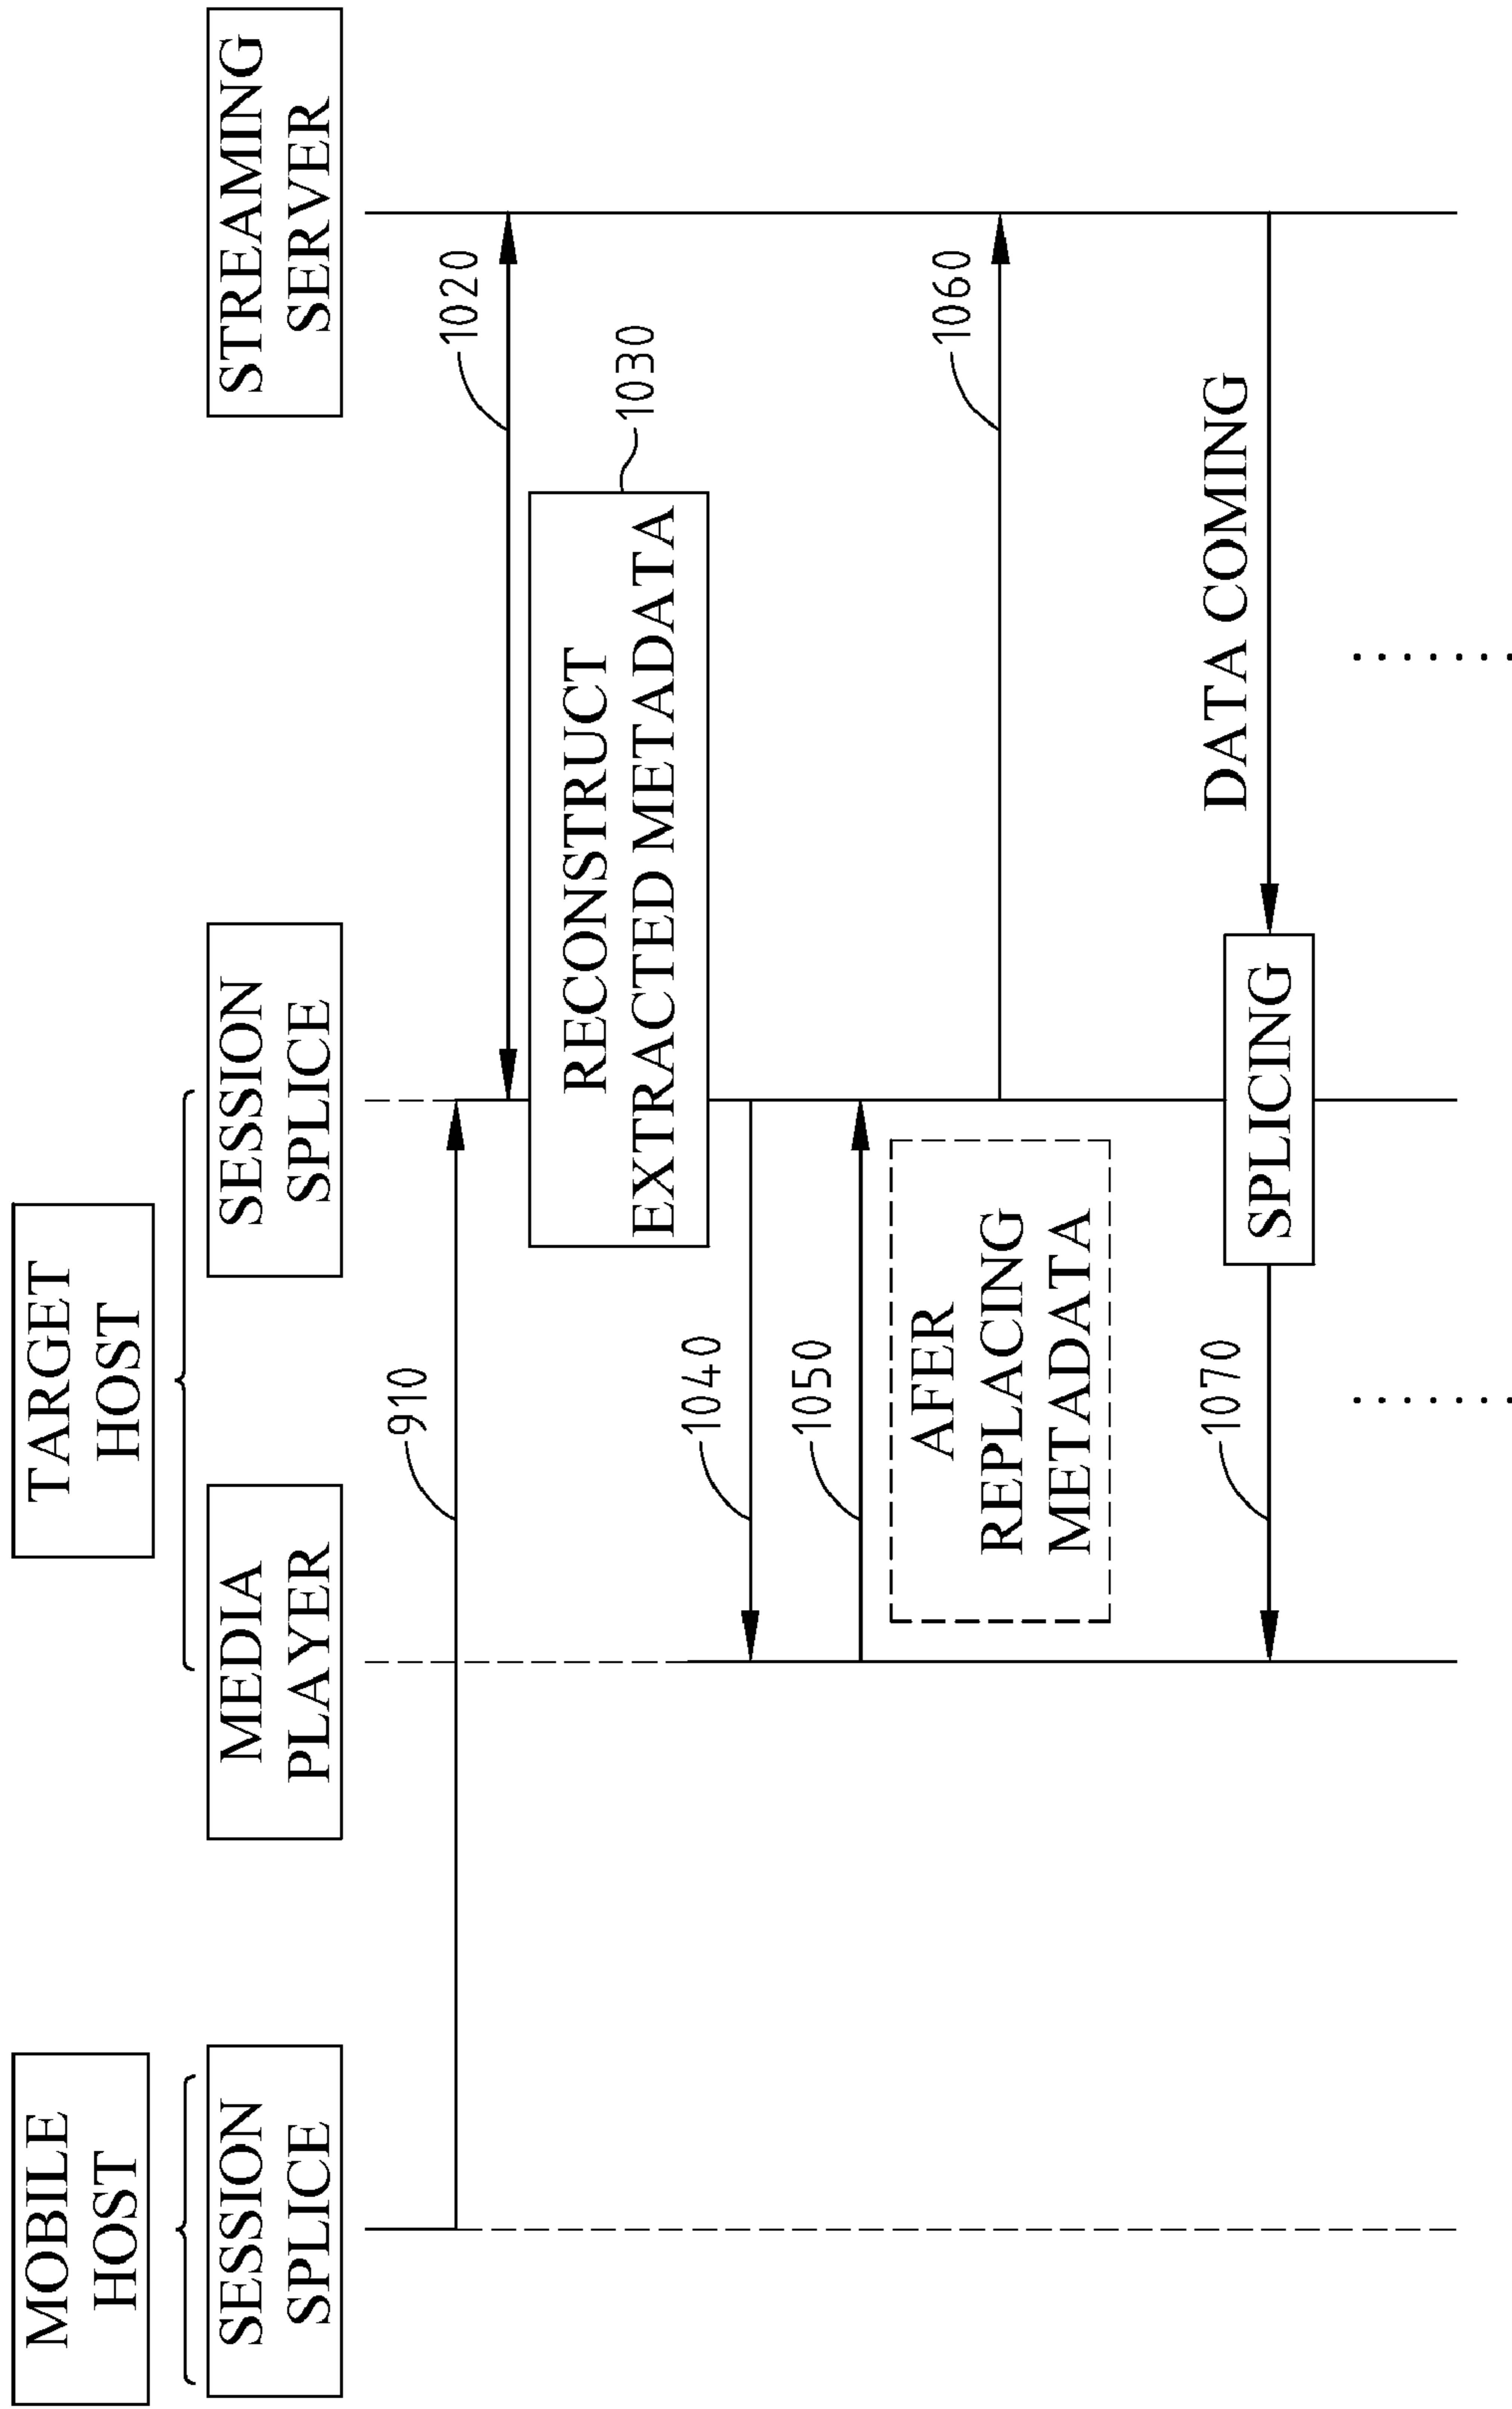 MOBILE
HOST
TARGET
HOST
SESSION
SPLICE
MEDIA
PLAYER
SESSION
SPLICE
STREAMING
SERVER
910
1020
RECONSTRUCT
EXTRACTED METADATA
1030
1040
1050
AFER
REPLACING
METADATA
1060
DATA COMING
SPLICING
1070